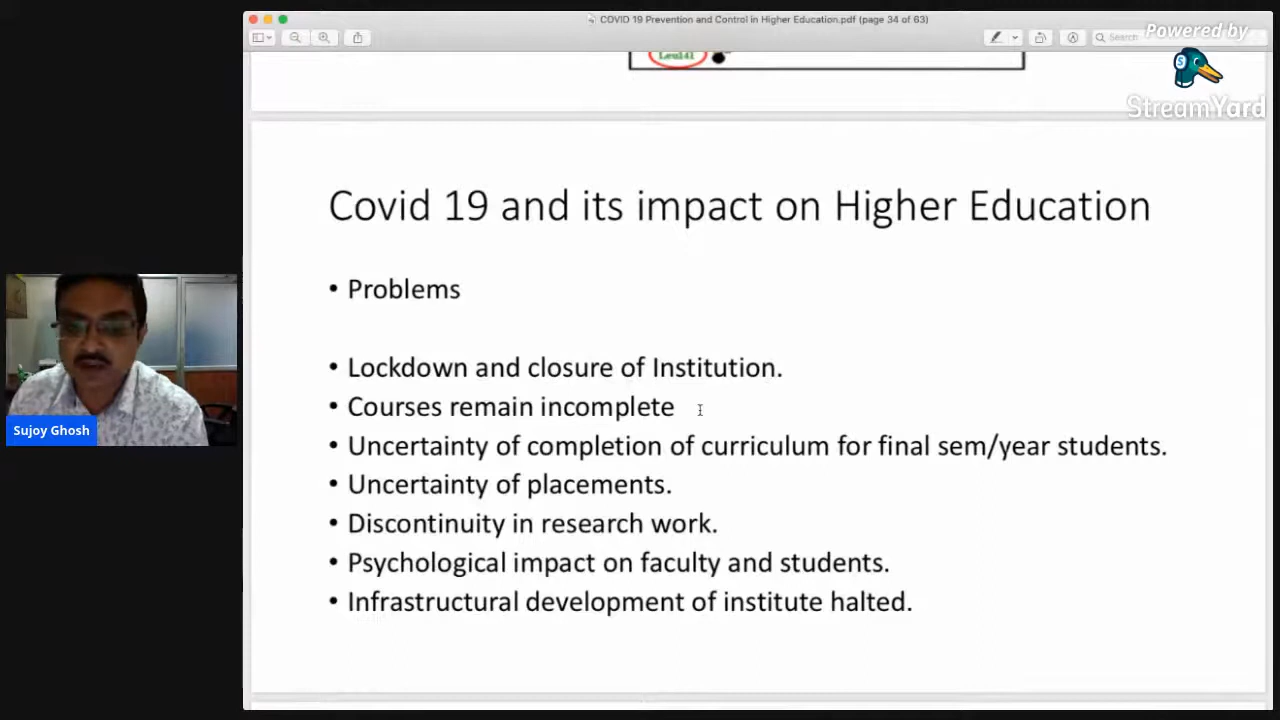 COVID 19 Prevention and Control in Higher Education.pdf (page 34 of 63)
Search
Powered by
StreamYard
Leu141
Covid 19 and its impact on Higher Education
• Problems
• Lockdown and closure of Institution.
• Courses remain incomplete
• Uncertainty of completion of curriculum for final sem/year students.
• Uncertainty of placements.
• Discontinuity in research work.
• Psychological impact on faculty and students.
• Infrastructural development of institute halted.
Sujoy Ghosh